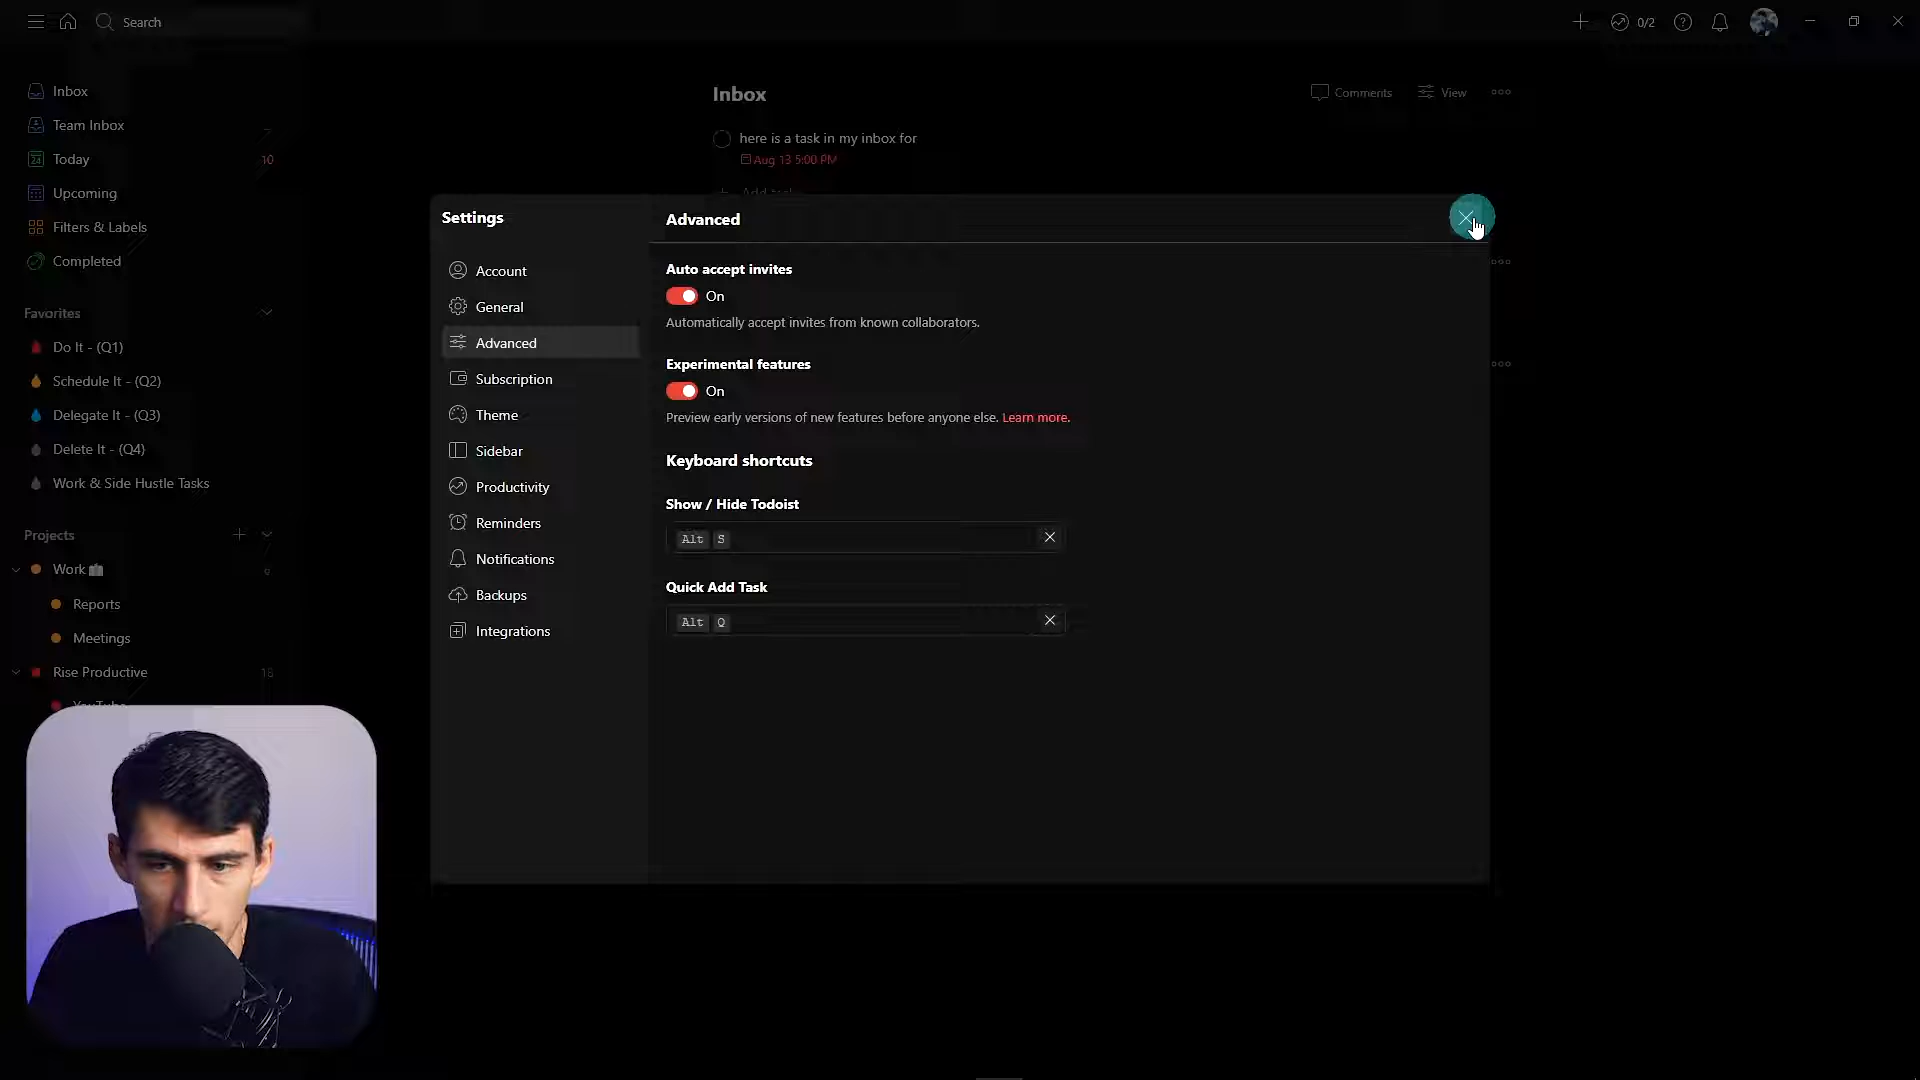 Search
0/2
Inbox
Team Inbox
Today
10
Upcoming
Filters & Labels
Completed
Favorites
Do It - (Q1)
Schedule It - (Q2)
Delegate It - (Q3)
Delete It - (Q4)
Work & Side Hustle Tasks
Projects
Work
Reports
Meetings
Rise Productive
YouTube
Inbox
Comments
View
here is a task in my inbox for
Aug 13 5:00 PM
Add task
Settings
Account
General
Advanced
Subscription
Theme
Sidebar
Productivity
Reminders
Notifications
Backups
Integrations
Advanced
Auto accept invites
On
Automatically accept invites from known collaborators.
Experimental features
On
Preview early versions of new features before anyone else. Learn more.
Keyboard shortcuts
Show / Hide Todoist
Alt S
Quick Add Task
Alt Q